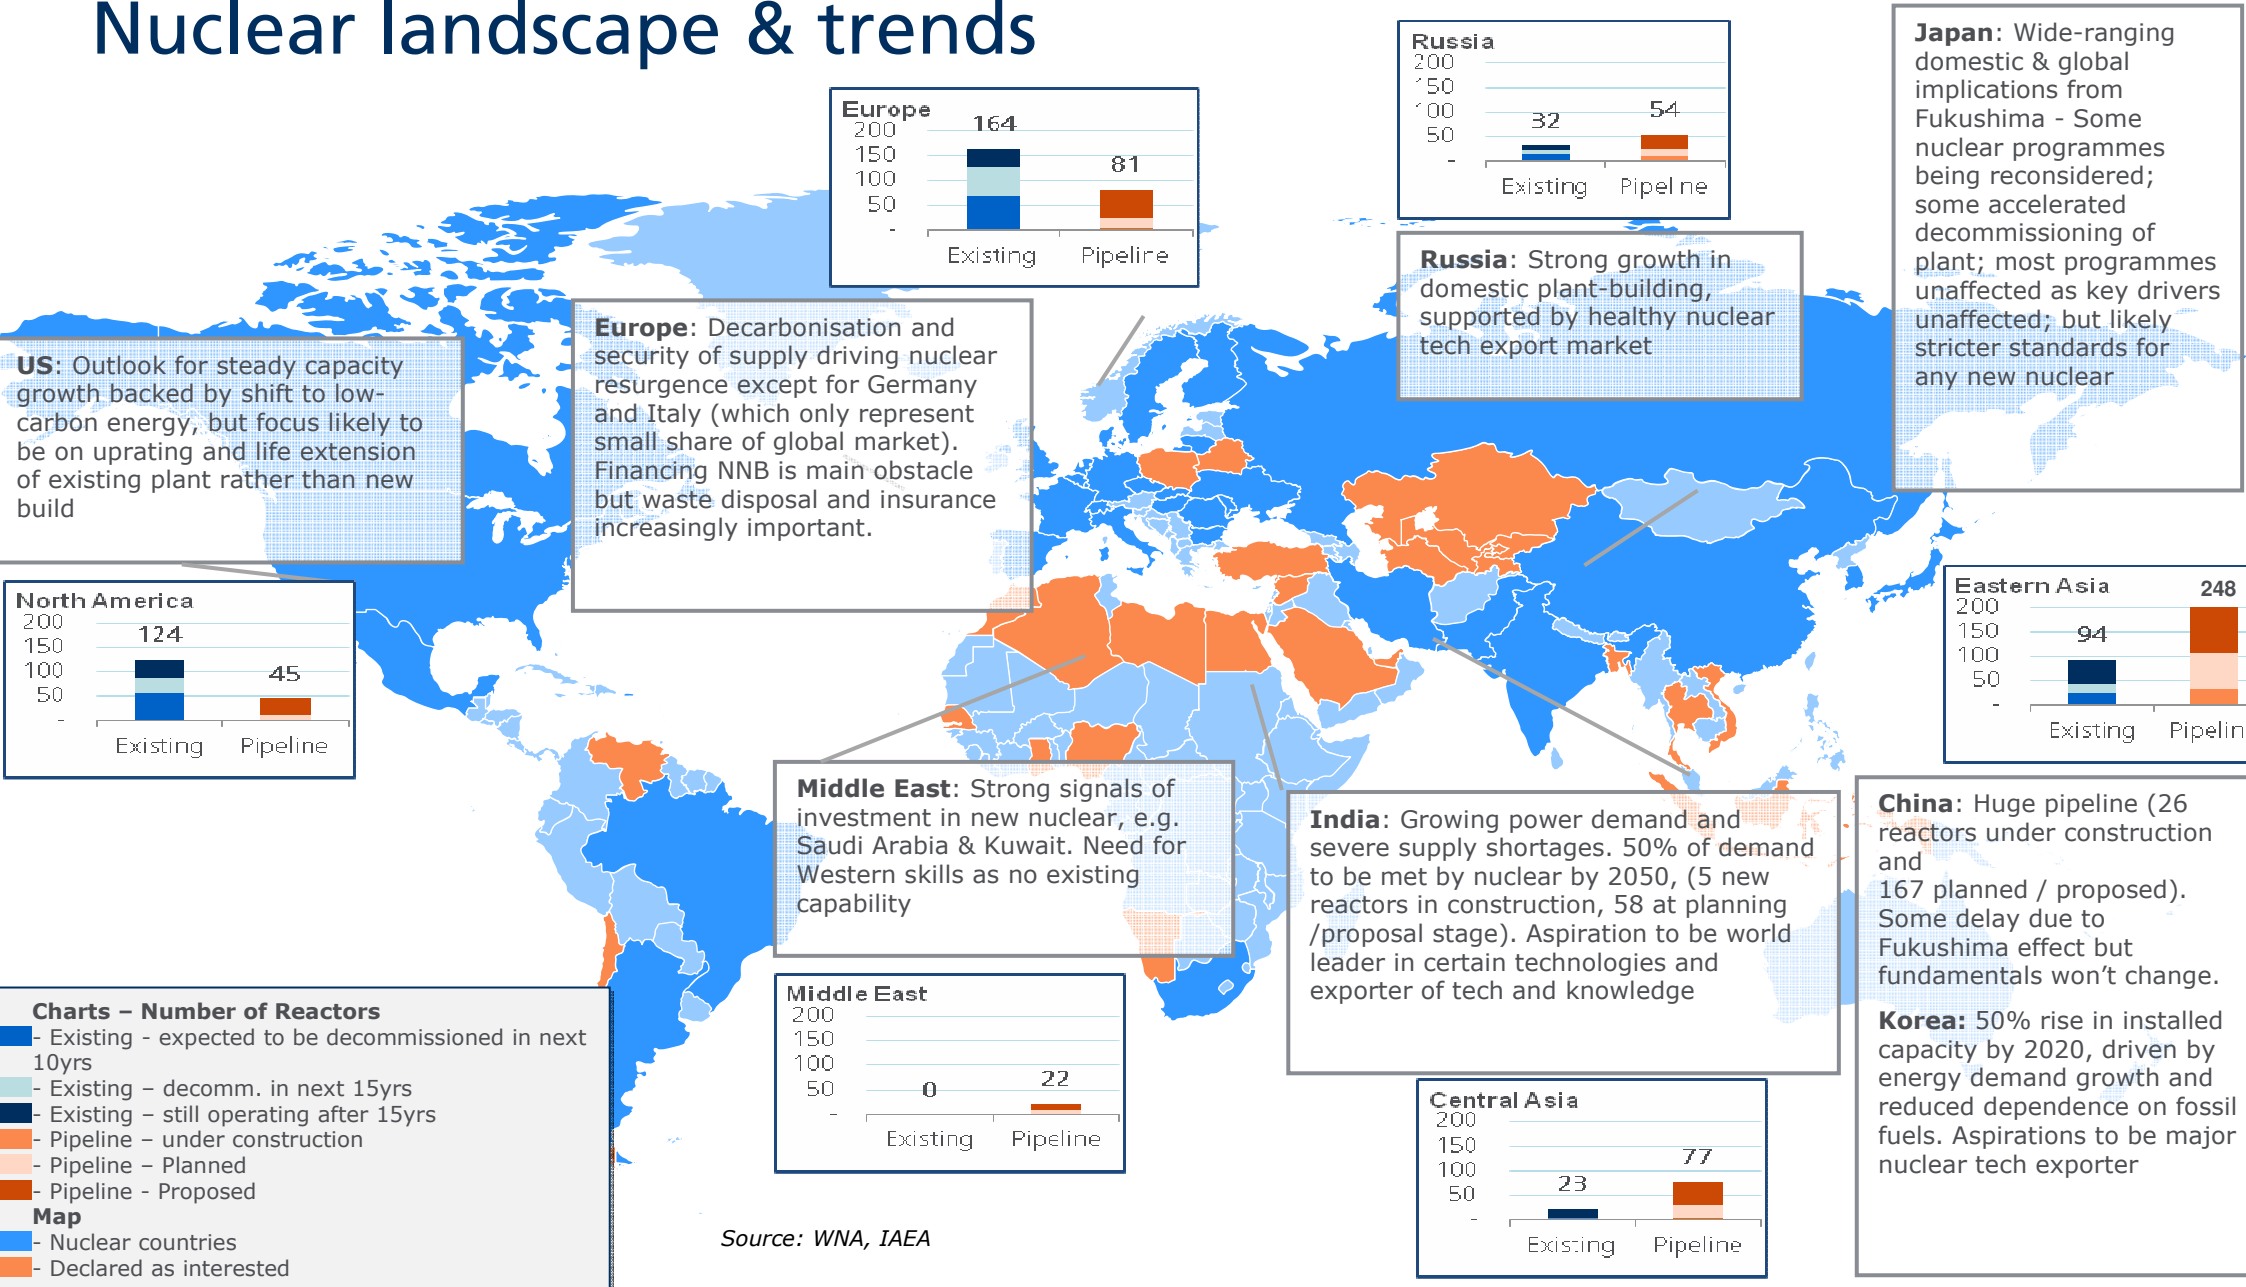 Nuclear landscape & trends
Europe
200
150
100
50
-
164
81
Existing
Pipeline
Russia
200
150
100
50
-
32
54
Existing
Pipel ne
Japan: Wide-ranging
domestic & global
implications from
Fukushima - Some
nuclear programmes
being reconsidered;
some accelerated
decommissioning of
plant; most programmes
unaffected as key drivers
unaffected; but likely
stricter standards for
any new nuclear
Russia: Strong growth in
domestic plant-building,
supported by healthy nuclear
tech export market
Europe: Decarbonisation and
security of supply driving nuclear
resurgence except for Germany
and Italy (which only represent
small share of global market).
Financing NNB is main obstacle
but waste disposal and insurance
increasingly important.
US: Outlook for steady capacity
growth backed by shift to low-
carbon energy, but focus likely to
be on uprating and life extension
of existing plant rather than new
build
North America
200
150
100
50
-
124
45
Existing
Pipeline
Eastern Asia
200
150
100
50
-
94
248
Existing
Pipelin
Middle East: Strong signals of
investment in new nuclear, e.g.
Saudi Arabia & Kuwait. Need for
Western skills as no existing
capability
India: Growing power demand and
severe supply shortages. 50% of demand
to be met by nuclear by 2050, (5 new
reactors in construction, 58 at planning
/proposal stage). Aspiration to be world
leader in certain technologies and
exporter of tech and knowledge
China: Huge pipeline (26
reactors under construction
and
167 planned / proposed).
Some delay due to
Fukushima effect but
fundamentals won't change.
Korea: 50% rise in installed
capacity by 2020, driven by
energy demand growth and
reduced dependence on fossil
fuels. Aspirations to be major
nuclear tech exporter
Middle East
200
150
100
50
-
0
22
Existing
Pipeline
Central Asia
200
150
100
50
-
23
77
Existing
Pipeline
Charts – Number of Reactors
- Existing - expected to be decommissioned in next
10yrs
- Existing – decomm. in next 15yrs
- Existing – still operating after 15yrs
- Pipeline – under construction
- Pipeline – Planned
- Pipeline - Proposed
Map
- Nuclear countries
- Declared as interested
Source: WNA, IAEA